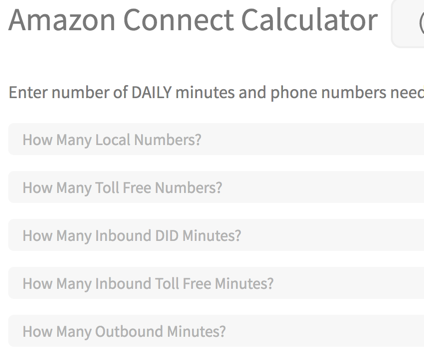 Amazon Connect Calculator
Enter number of DAILY minutes and phone numbers
How Many Local Numbers?
How Many Toll Free Numbers?
How Many Inbound DID Minutes?
How Many Inbound Toll Free Minutes?
How Many Outbound Minutes?